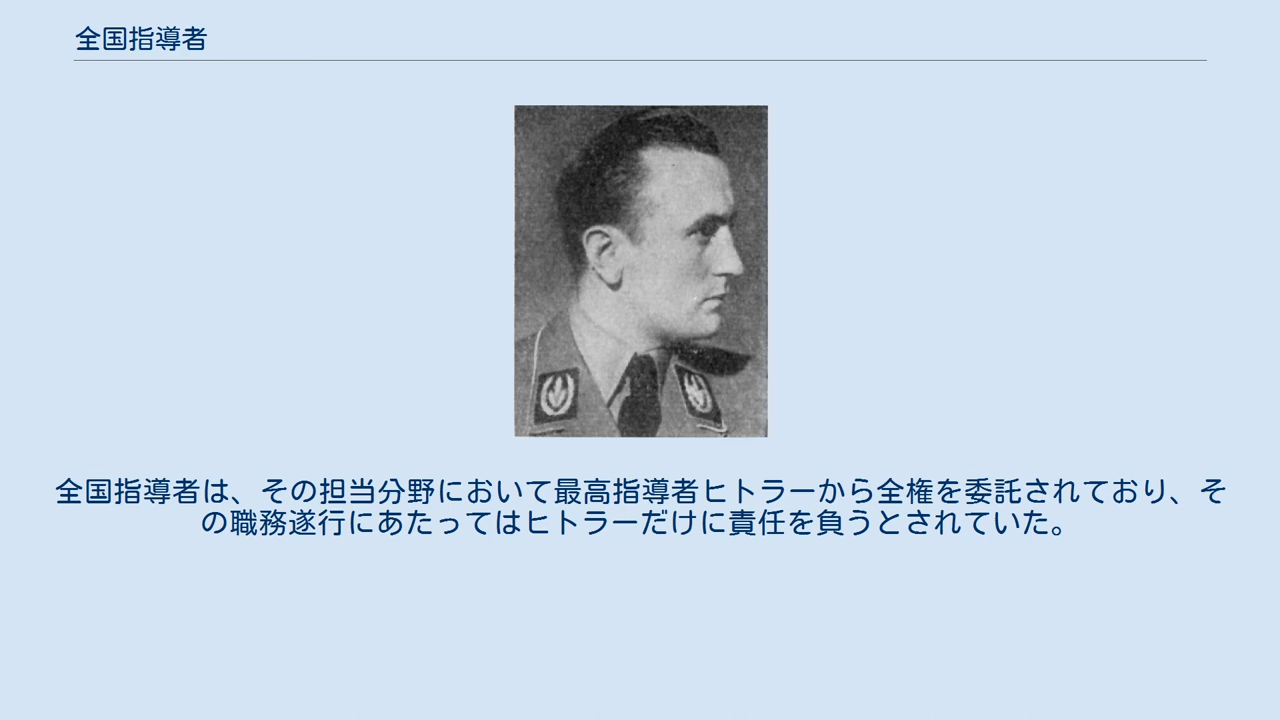 全国指導者
全国指導者は、その担当分野において最高指導者ヒトラーから全権を委託されており、そ
の職務遂行にあたってはヒトラーだけに責任を負うとされていた。